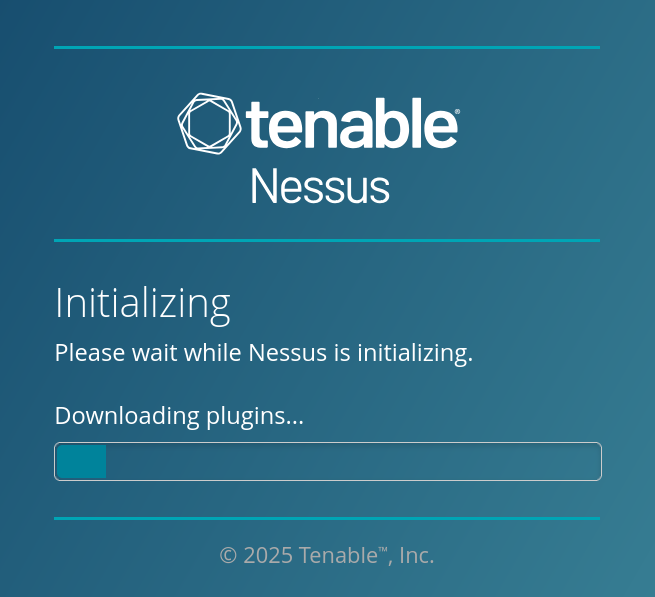 tenable®
Nessus
Initializing
Please wait while Nessus is initializing.
Downloading plugins...
© 2025 Tenable™, Inc.